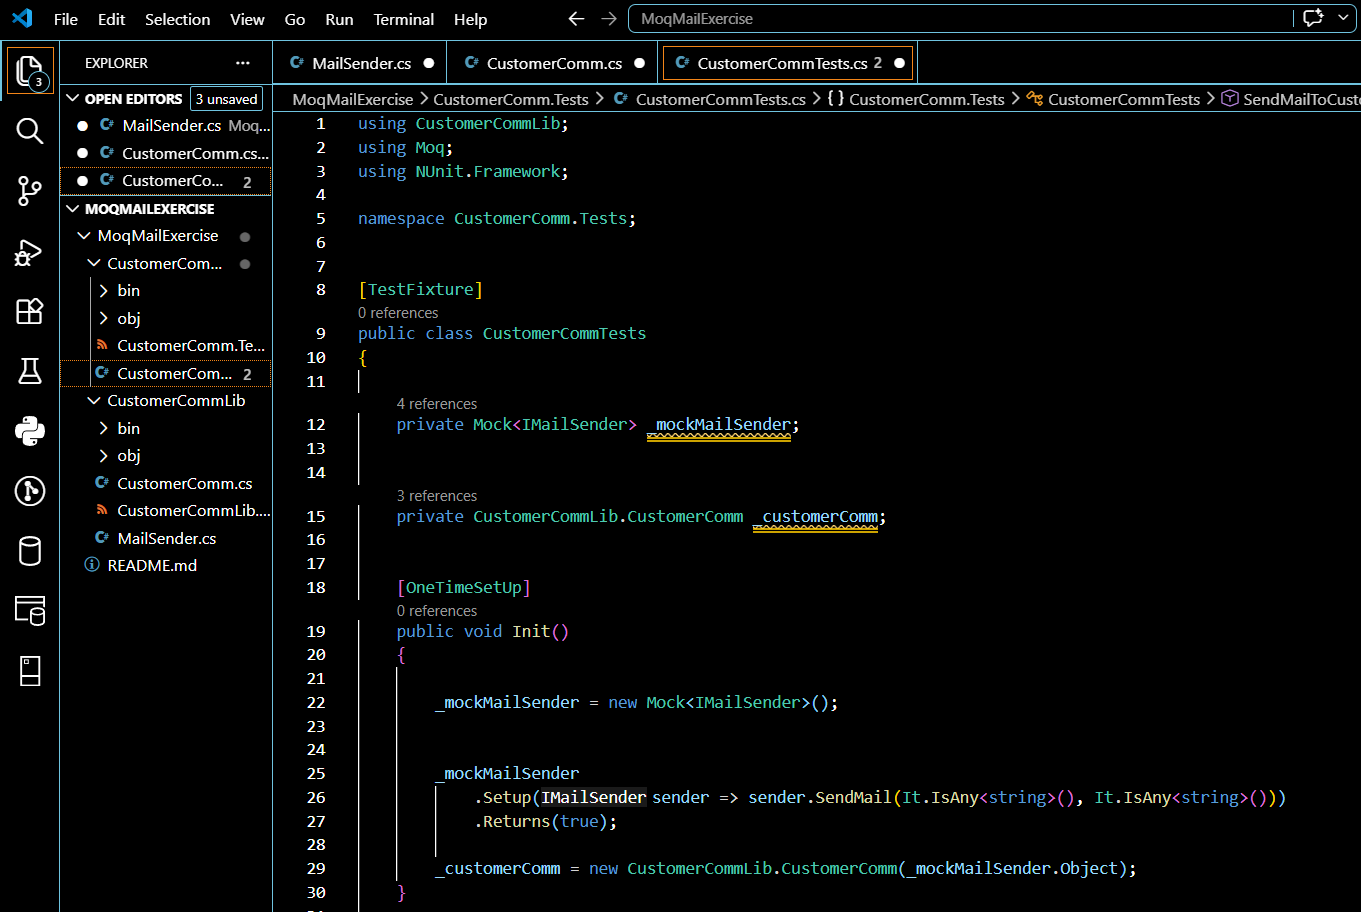 File Edit Selection View Go Run Terminal Help
MoqMailExercise
3
EXPLORER ...
OPEN EDITORS 3 unsaved
MailSender.cs Moq...
CustomerComm.cs...
CustomerCo... 2
MOQMAILEXERCISE
MoqMailExercise
CustomerCom...
bin
obj
CustomerComm.Te...
CustomerCom... 2
CustomerCommLib
bin
obj
CustomerComm.cs
CustomerCommLib....
MailSender.cs
README.md
MailSender.cs
CustomerComm.cs
CustomerCommTests.cs 2
MoqMailExercise > CustomerComm.Tests > CustomerCommTests.cs > {} CustomerComm.Tests > CustomerCommTests > SendMailToCusto
1 using CustomerCommLib;
2 using Moq;
3 using NUnit.Framework;
4
5 namespace CustomerComm.Tests;
6
7
8 [TestFixture]
0 references
9 public class CustomerCommTests
10 {
11
4 references
12 private Mock<IMailSender> _mockMailSender;
13
14
3 references
15 private CustomerCommLib.CustomerComm _customerComm;
16
17
18 [OneTimeSetUp]
0 references
19 public void Init()
20 {
21
22 _mockMailSender = new Mock<IMailSender>();
23
24
25 _mockMailSender
26 .Setup(IMailSender sender => sender.SendMail(It.IsAny<string>(), It.IsAny<string>()))
27 .Returns(true);
28
29 _customerComm = new CustomerCommLib.CustomerComm(_mockMailSender.Object);
30 }